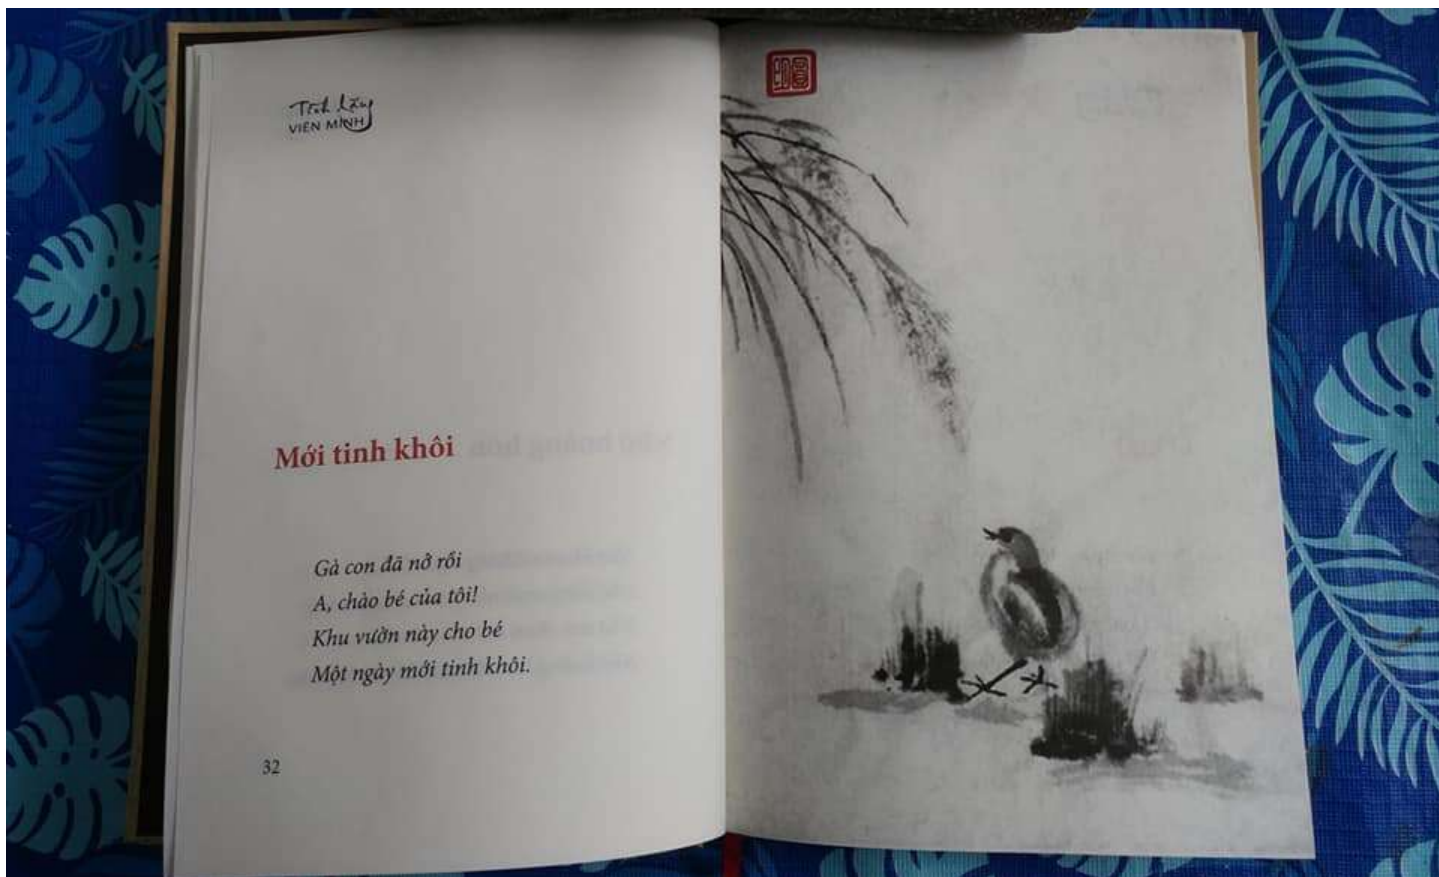 Tĩnh lặng
VIÊN MINH
Mới tinh khôi
Gà con đã nở rồi
A, chào bé của tôi!
Khu vườn này cho bé
Một ngày mới tinh khôi.
32